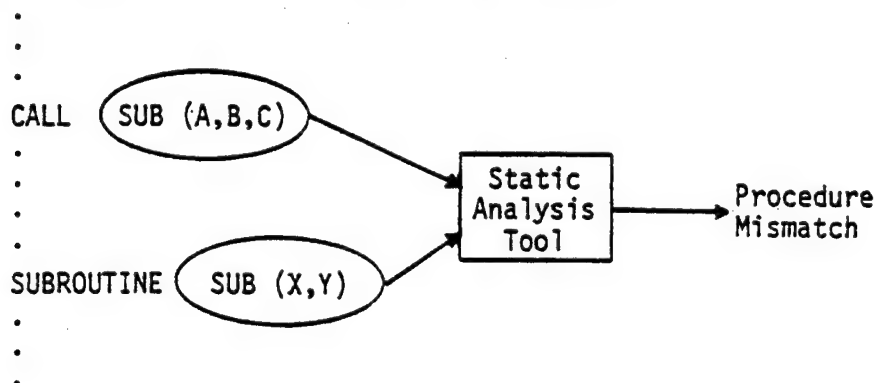 CALL SUB (A,B,C)
Static
Analysis
Tool
Procedure
Mismatch
SUBROUTINE SUB (X,Y)